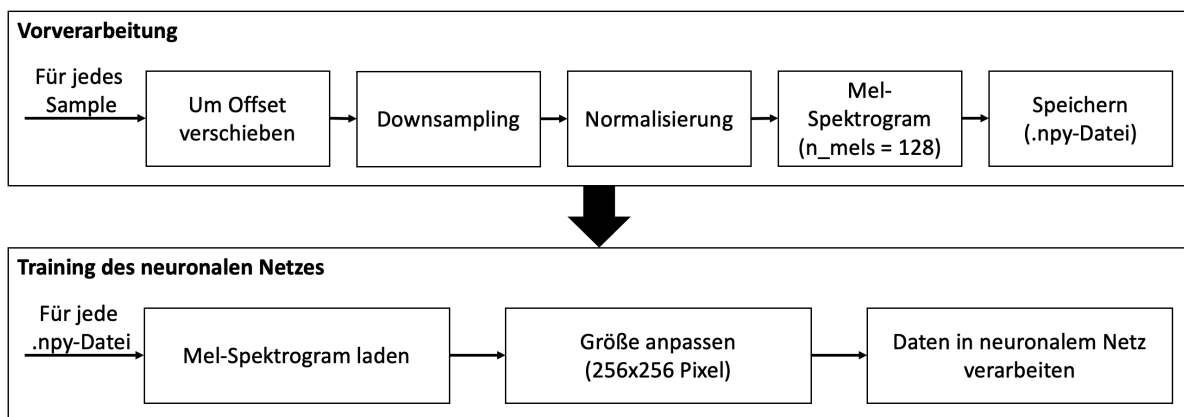 Vorverarbeitung
Für jedes
Sample
Um Offset
verschieben
Downsampling
Normalisierung
Mel-
Spektrogram
(n_mels = 128)
Speichern
(.npy-Datei)
Training des neuronalen Netzes
Für jede
.npy-Datei
Mel-Spektrogram laden
Größe anpassen
(256x256 Pixel)
Daten in neuronalem Netz
verarbeiten